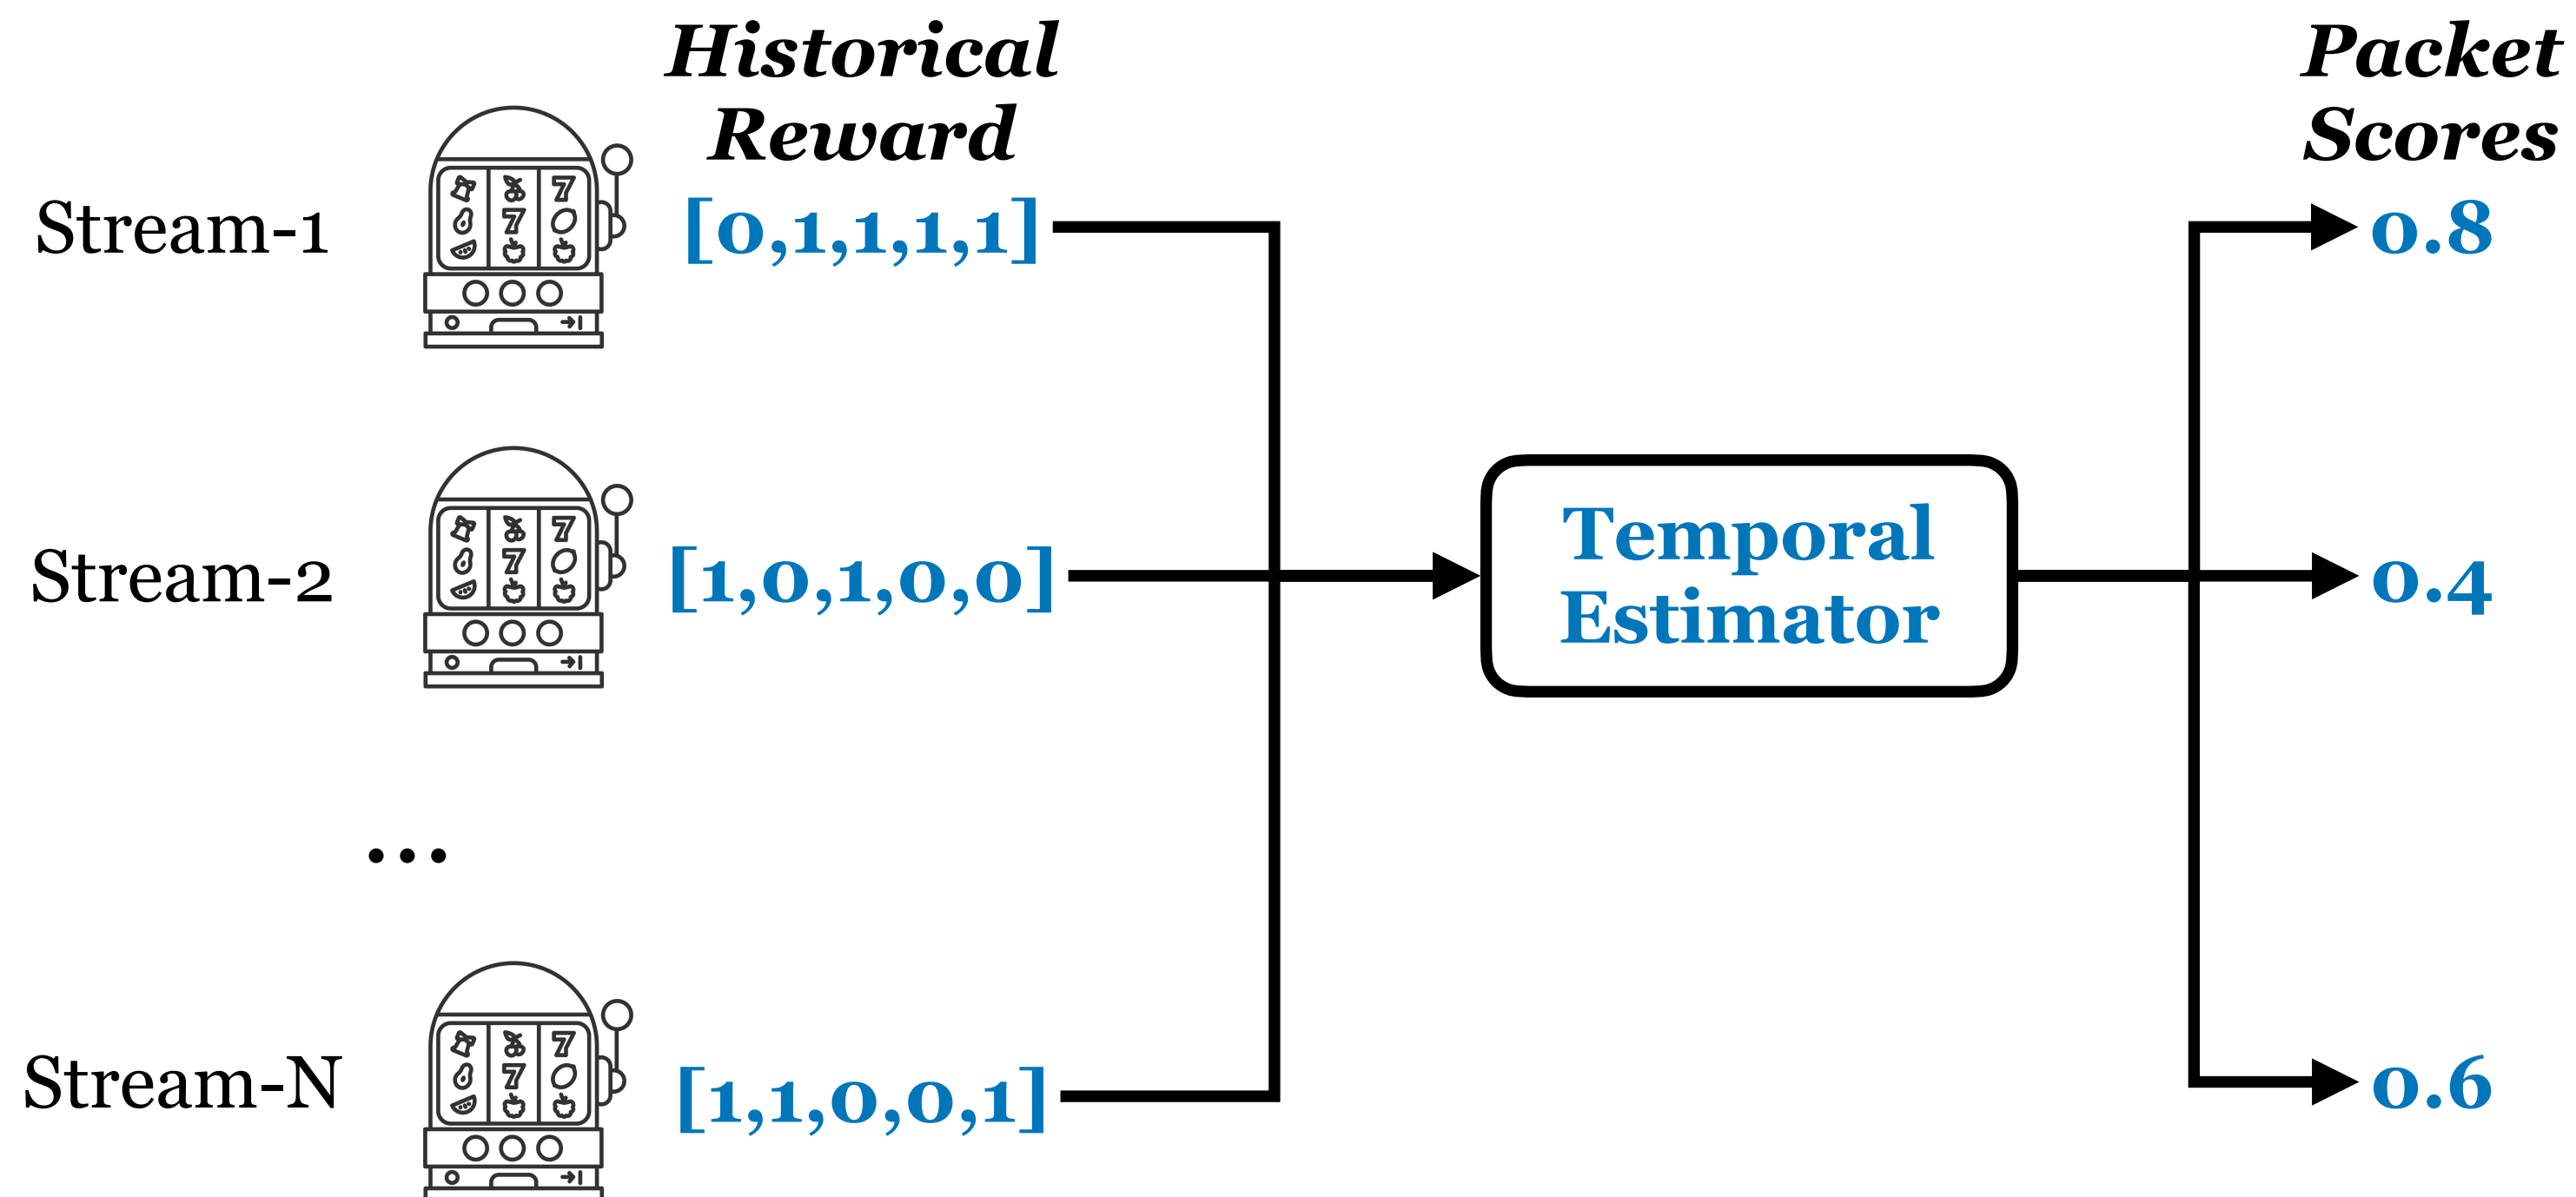 Historical
Reward
Packet
Scores
Stream-1
[0,1,1,1,1]
0.8
Stream-2
[1,0,1,0,0]
Temporal
Estimator
0.4
...
Stream-N
[1,1,0,0,1]
0.6